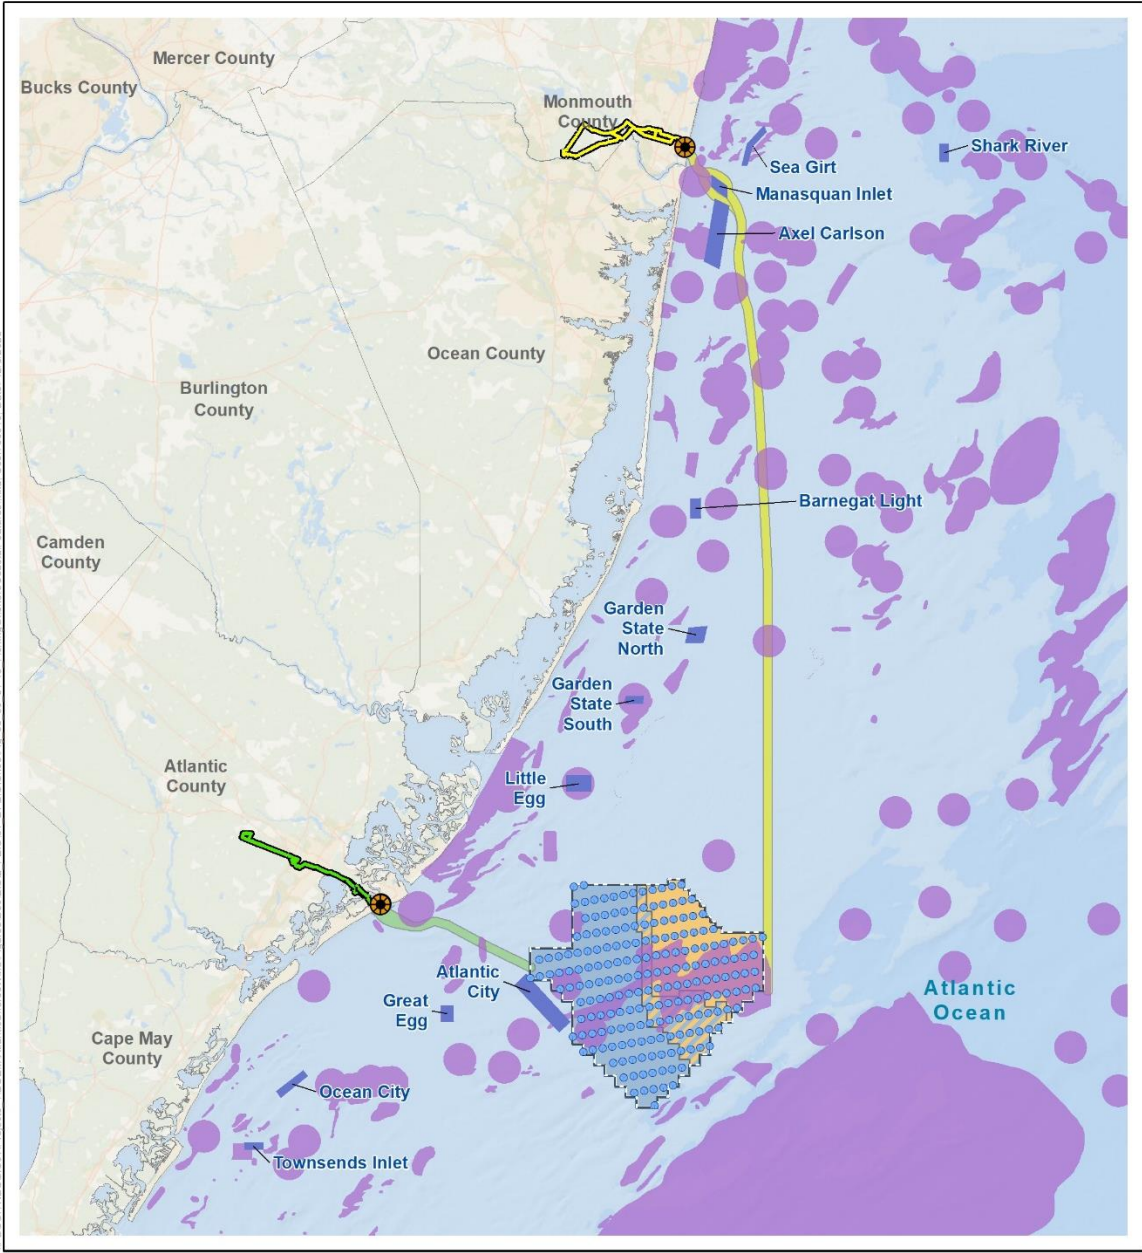 Mercer County
Bucks County
Monmouth
County
Shark River
Sea Girt
Manasquan Inlet
Axel Carlson
Ocean County
Burlington
County
Barnegat Light
Camden
County
Garden
State
North
Garden
State
South
Atlantic
County
Little
Egg
Atlantic
City
Great
Egg
Atlantic
Ocean
Cape May
County
Ocean City
Townsends Inlet